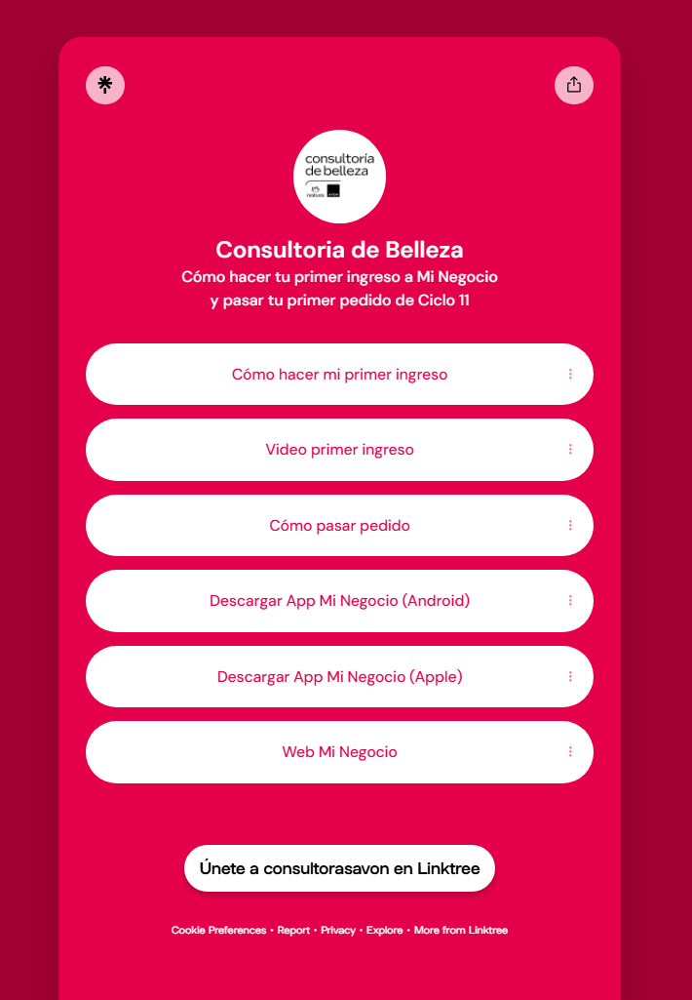 consultoría
de belleza
natura AVON
Consultoria de Belleza
Cómo hacer tu primer ingreso a Mi Negocio
y pasar tu primer pedido de Ciclo 11
Cómo hacer mi primer ingreso
Video primer ingreso
Cómo pasar pedido
Descargar App Mi Negocio (Android)
Descargar App Mi Negocio (Apple)
Web Mi Negocio
Únete a consultorasavon en Linktree
Cookie Preferences • Report • Privacy • Explore • More from Linktree